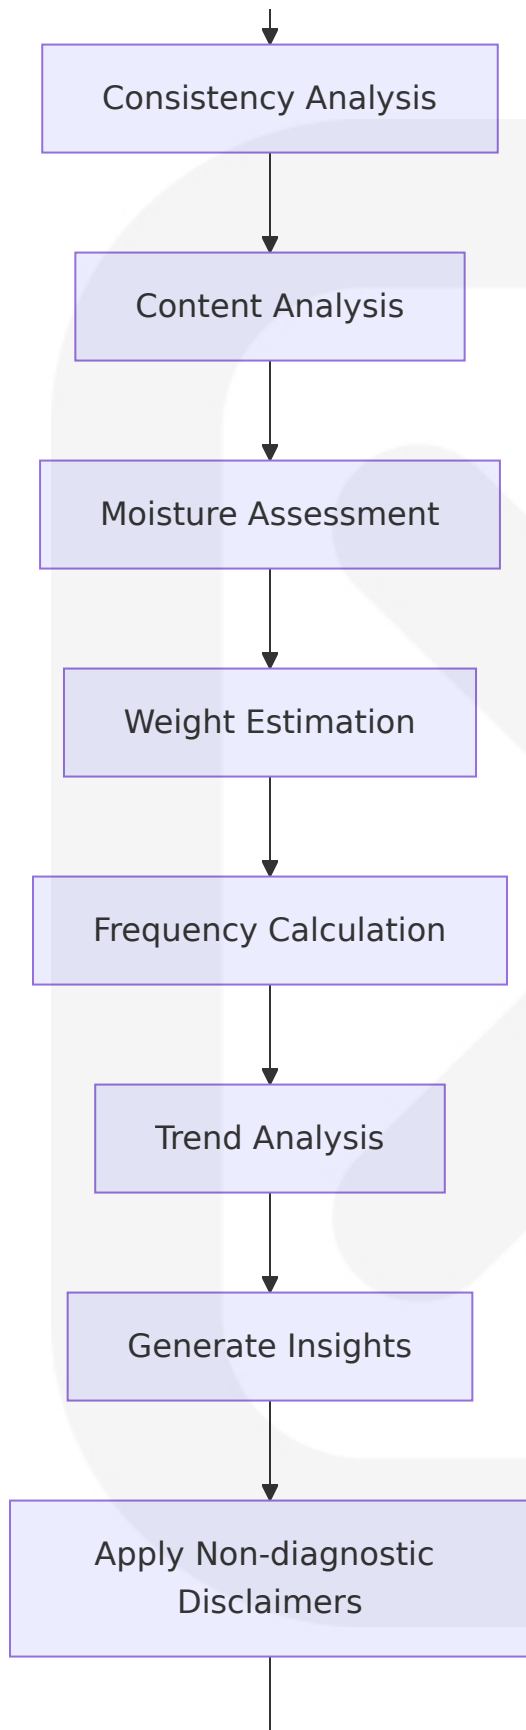 Consistency Analysis
Content Analysis
Moisture Assessment
Weight Estimation
Frequency Calculation
Trend Analysis
Generate Insights
Apply Non-diagnostic
Disclaimers